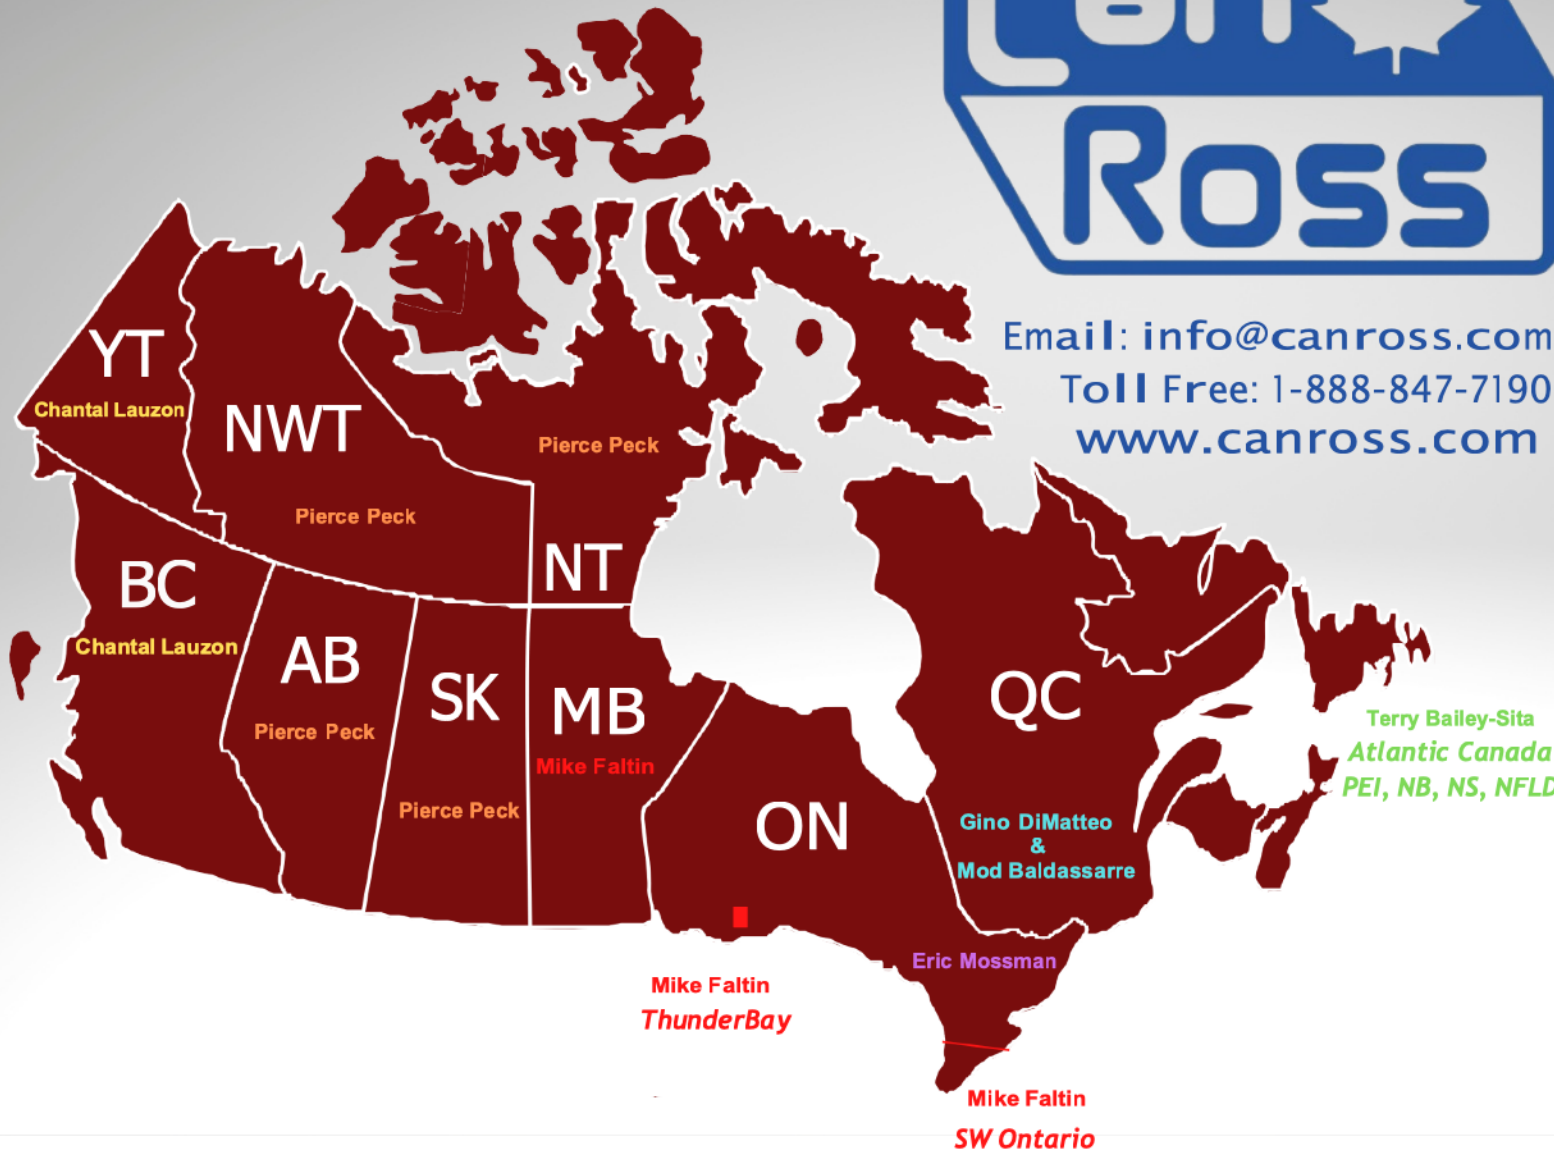 Can
Ross
Email: info@canross.com
Toll Free: 1-888-847-7190
www.canross.com
YT
Chantal Lauzon
NWT
Pierce Peck
Pierce Peck
NT
BC
Chantal Lauzon
AB
Pierce Peck
SK
Pierce Peck
MB
Mike Faltin
ON
QC
Gino DiMatteo
&
Mod Baldassarre
Terry Bailey-Sita
Atlantic Canada
PEI, NB, NS, NFLD
Eric Mossman
Mike Faltin
ThunderBay
Mike Faltin
SW Ontario